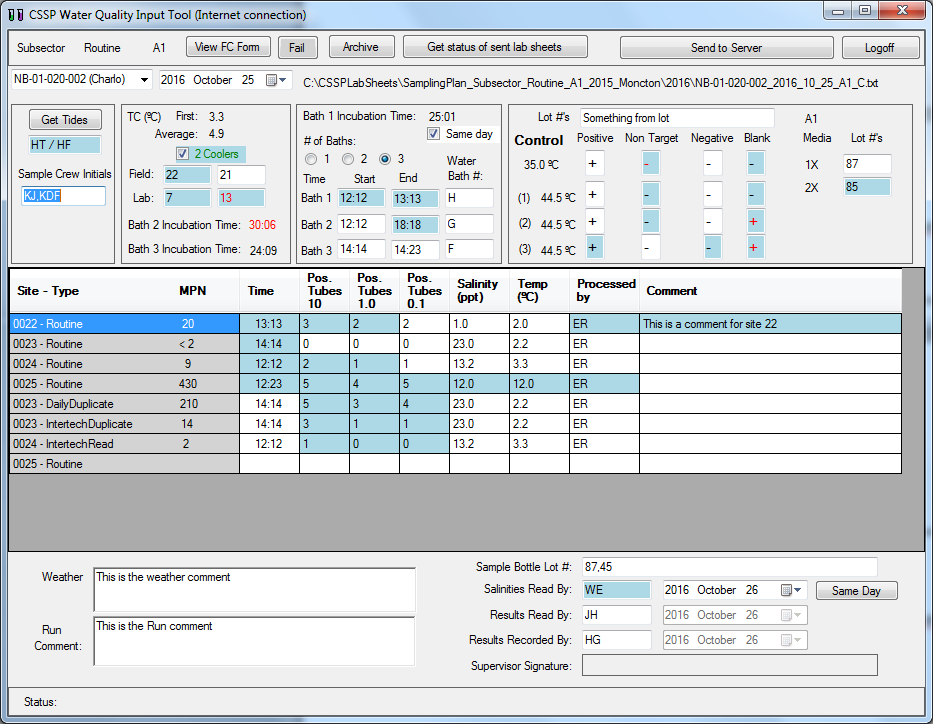 CSSP Water Quality Input Tool (Internet connection)
Subsector Routine A1 View FC Form Fail Archive Get status of sent lab sheets Send to Server Logoff
NB-01-020-002 (Charlo) 2016 October 25 C:\CSSPLabSheets\SamplingPlan_Subsector_Routine_A1_2015_Moncton\2016\NB-01-020-002_2016_10_25_A1_C.txt
Get Tides
HT / HF
Sample Crew Initials
KJ,KDF
TC (ºC) First: 3.3
Average: 4.9
2 Coolers
Field: 22 21
Lab: 7 13
Bath 2 Incubation Time: 30:06
Bath 3 Incubation Time: 24:09
Bath 1 Incubation Time: 25:01
# of Baths: Same day
1 2 3 Water
Time Start End Bath #:
Bath 1 12:12 13:13 H
Bath 2 12:12 18:18 G
Bath 3 14:14 14:23 F
Lot #'s Something from lot A1
Control Positive Non Target Negative Blank Media Lot #'s
35.0 ºC + - - - 1X 87
(1) 44.5 ºC + - - - 2X 85
(2) 44.5 ºC + - - +
(3) 44.5 ºC + - - +
Site - Type MPN Time Pos. Tubes 10 Pos. Tubes 1.0 Pos. Tubes 0.1 Salinity (ppt) Temp (ºC) Processed by Comment
0022 - Routine 20 13:13 3 2 2 1.0 2.0 ER This is a comment for site 22
0023 - Routine < 2 14:14 0 0 0 23.0 2.2 ER
0024 - Routine 9 12:12 2 1 1 13.2 3.3 ER
0025 - Routine 430 12:23 5 4 5 12.0 12.0 ER
0023 - DailyDuplicate 210 14:14 5 3 4 23.0 2.2 ER
0023 - IntertechDuplicate 14 14:14 3 1 1 23.0 2.2 ER
0024 - IntertechRead 2 12:12 1 0 0 13.2 3.3 ER
0025 - Routine
Weather This is the weather comment
Run Comment: This is the Run comment
Sample Bottle Lot #: 87,45
Salinities Read By: WE 2016 October 26 Same Day
Results Read By: JH 2016 October 26
Results Recorded By: HG 2016 October 26
Supervisor Signature:
Status: